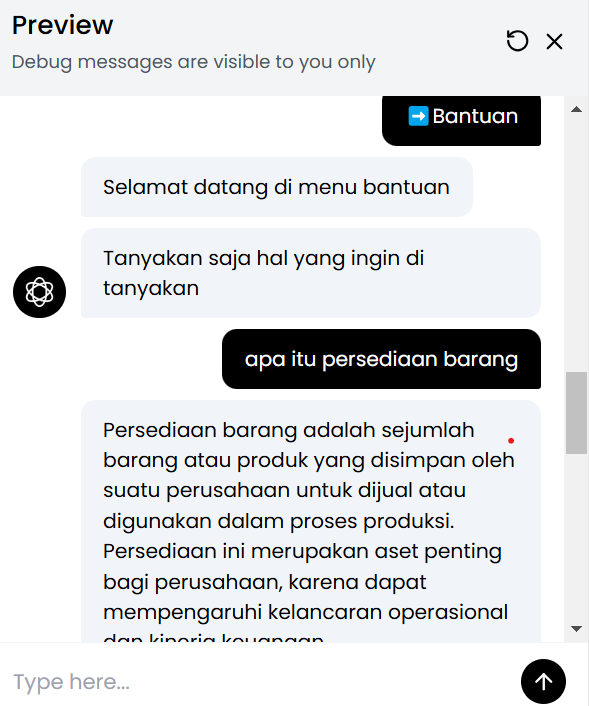 Preview
Debug messages are visible to you only
➡️Bantuan
Selamat datang di menu bantuan
Tanyakan saja hal yang ingin di
tanyakan
apa itu persediaan barang
Persediaan barang adalah sejumlah
barang atau produk yang disimpan oleh
suatu perusahaan untuk dijual atau
digunakan dalam proses produksi.
Persediaan ini merupakan aset penting
bagi perusahaan, karena dapat
mempengaruhi kelancaran operasional
dan kinerja keuangan
Type here...